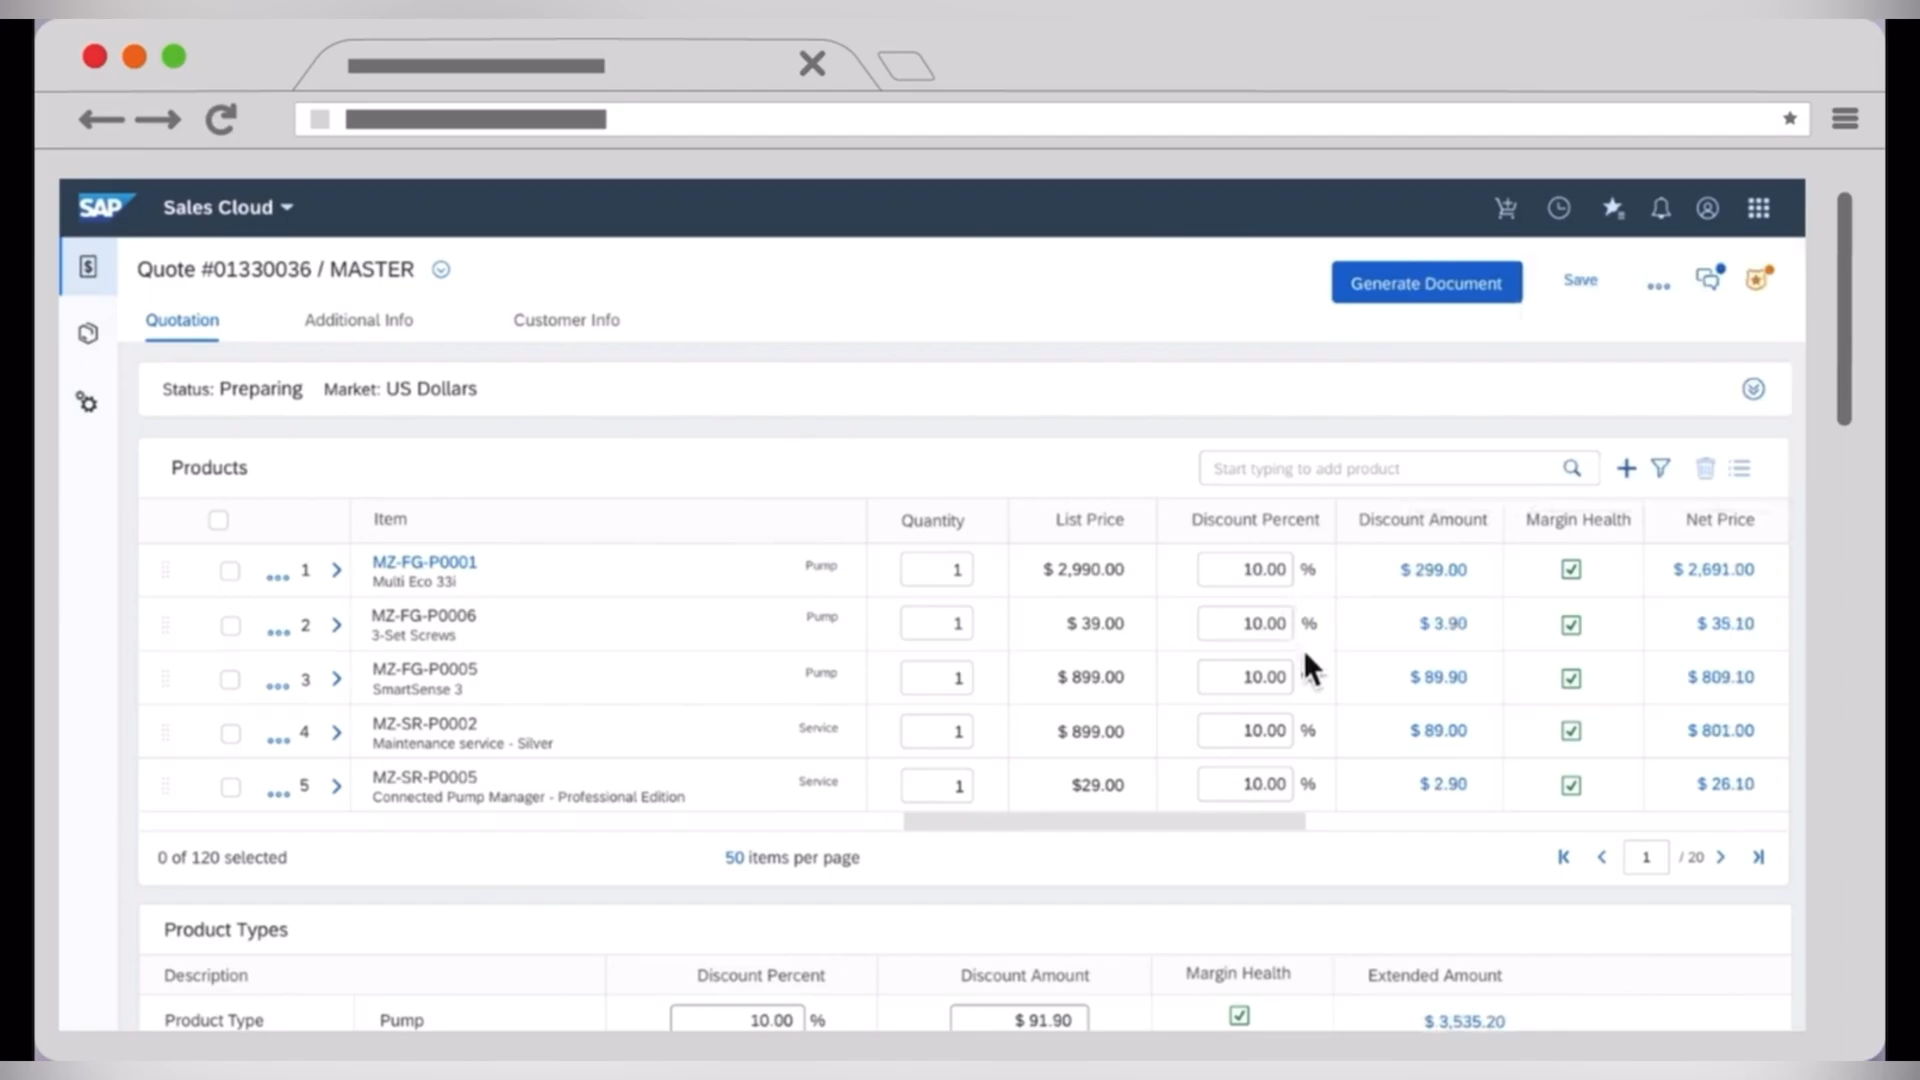 SAP Sales Cloud
Quote #01330036 / MASTER
Generate Document Save
Quotation Additional Info Customer Info
Status: Preparing Market: US Dollars
Products Start typing to add product
Item Quantity List Price Discount Percent Discount Amount Margin Health Net Price
1 MZ-FG-P0001 Pump 1 $ 2,990.00 10.00 % $ 299.00 $ 2,691.00
Multi Eco 33i
2 MZ-FG-P0006 Pump 1 $ 39.00 10.00 % $ 3.90 $ 35.10
3-Set Screws
3 MZ-FG-P0005 Pump 1 $ 899.00 10.00 $ 89.90 $ 809.10
SmartSense 3
4 MZ-SR-P0002 Service 1 $ 899.00 10.00 % $ 89.00 $ 801.00
Maintenance service - Silver
5 MZ-SR-P0005 Service 1 $29.00 10.00 % $ 2.90 $ 26.10
Connected Pump Manager - Professional Edition
0 of 120 selected 50 items per page 1 / 20
Product Types
Description Discount Percent Discount Amount Margin Health Extended Amount
Product Type Pump 10.00 % $ 91.90 $ 3,535.20